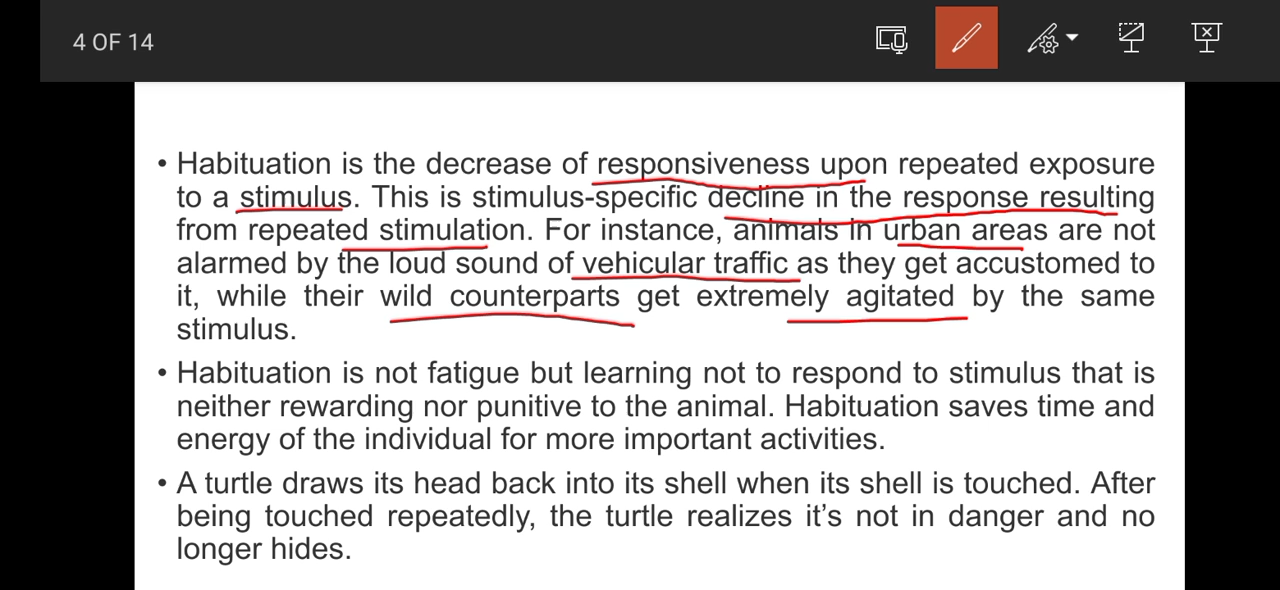 4 OF 14
• Habituation is the decrease of responsiveness upon repeated exposure
to a stimulus. This is stimulus-specific decline in the response resulting
from repeated stimulation. For instance, animals in urban areas are not
alarmed by the loud sound of vehicular traffic as they get accustomed to
it, while their wild counterparts get extremely agitated by the same
stimulus.
• Habituation is not fatigue but learning not to respond to stimulus that is
neither rewarding nor punitive to the animal. Habituation saves time and
energy of the individual for more important activities.
• A turtle draws its head back into its shell when its shell is touched. After
being touched repeatedly, the turtle realizes it’s not in danger and no
longer hides.